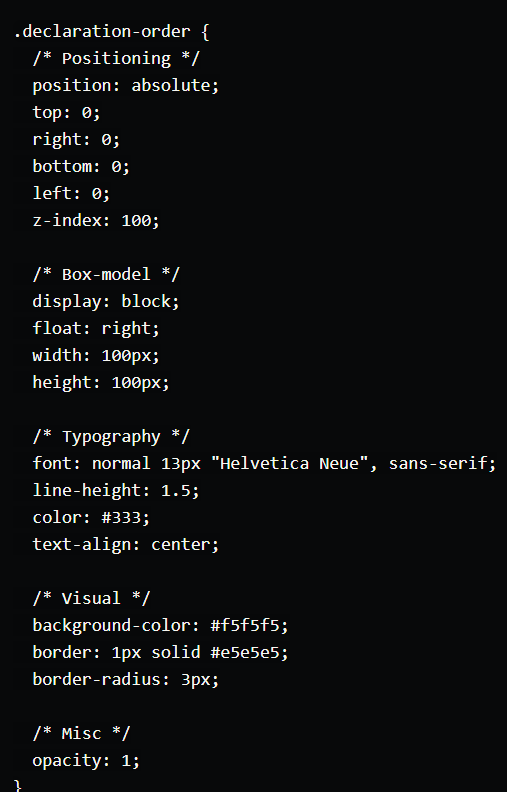 .declaration-order {
  /* Positioning */
  position: absolute;
  top: 0;
  right: 0;
  bottom: 0;
  left: 0;
  z-index: 100;

  /* Box-model */
  display: block;
  float: right;
  width: 100px;
  height: 100px;

  /* Typography */
  font: normal 13px "Helvetica Neue", sans-serif;
  line-height: 1.5;
  color: #333;
  text-align: center;

  /* Visual */
  background-color: #f5f5f5;
  border: 1px solid #e5e5e5;
  border-radius: 3px;

  /* Misc */
  opacity: 1;
}